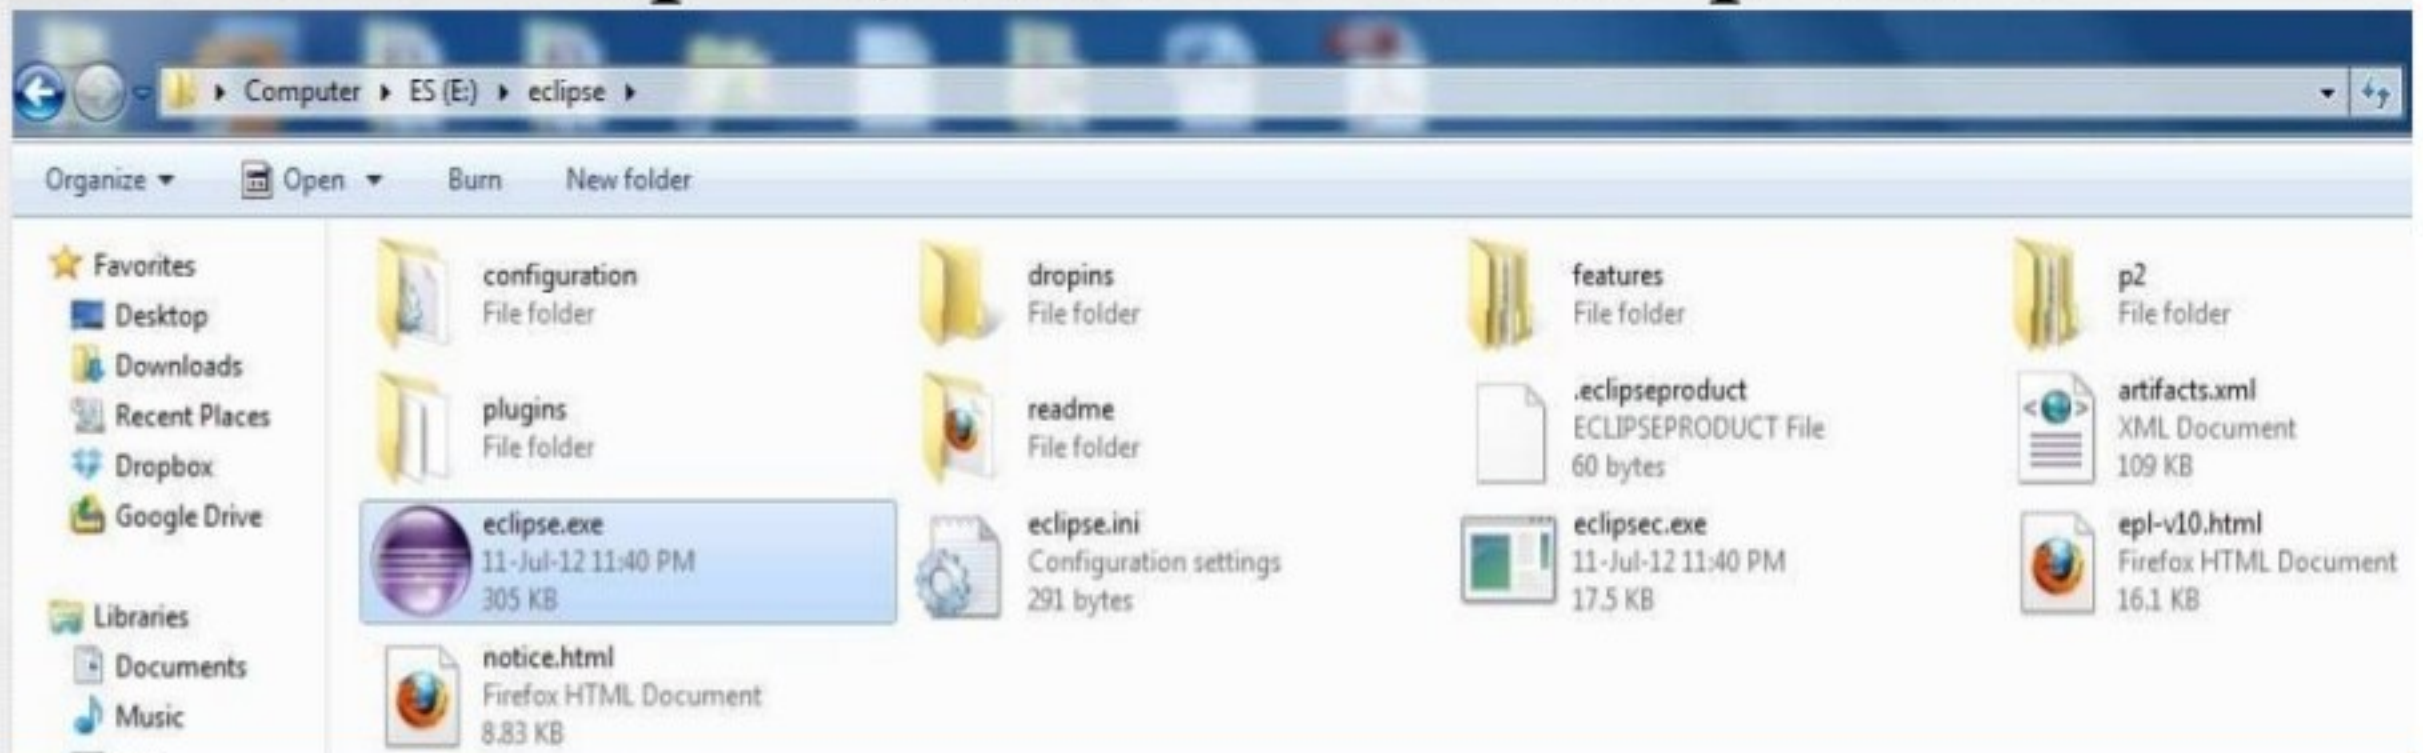 Computer ES (E:) eclipse
Organize Open Burn New folder
Favorites
Desktop
Downloads
Recent Places
Dropbox
Google Drive
Libraries
Documents
Music
configuration
File folder
dropins
File folder
features
File folder
p2
File folder
plugins
File folder
readme
File folder
.eclipseproduct
ECLIPSEPRODUCT File
60 bytes
artifacts.xml
XML Document
109 KB
eclipse.exe
11-Jul-12 11:40 PM
305 KB
eclipse.ini
Configuration settings
291 bytes
eclipsec.exe
11-Jul-12 11:40 PM
17.5 KB
epl-v10.html
Firefox HTML Document
16.1 KB
notice.html
Firefox HTML Document
8.83 KB